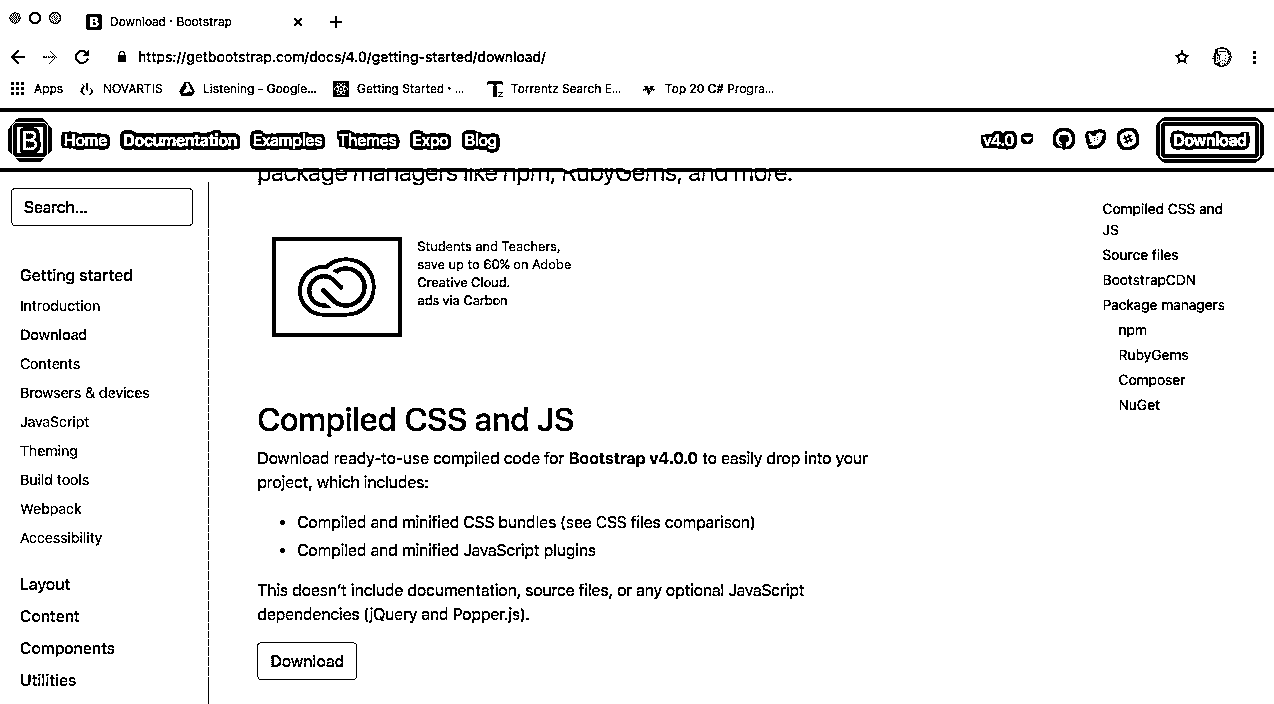 Download · Bootstrap
https://getbootstrap.com/docs/4.0/getting-started/download/
Apps NOVARTIS Listening - Google... Getting Started · ... Torrentz Search E... Top 20 C# Progra...
B Home Documentation Examples Themes Expo Blog v4.0 Download
package managers like npm, RubyGems, and more.
Search...
Getting started
Introduction
Download
Contents
Browsers & devices
JavaScript
Theming
Build tools
Webpack
Accessibility
Layout
Content
Components
Utilities
Students and Teachers,
save up to 60% on Adobe
Creative Cloud.
ads via Carbon
Compiled CSS and JS
Download ready-to-use compiled code for Bootstrap v4.0.0 to easily drop into your
project, which includes:
• Compiled and minified CSS bundles (see CSS files comparison)
• Compiled and minified JavaScript plugins
This doesn’t include documentation, source files, or any optional JavaScript
dependencies (jQuery and Popper.js).
Download
Compiled CSS and
JS
Source files
BootstrapCDN
Package managers
npm
RubyGems
Composer
NuGet